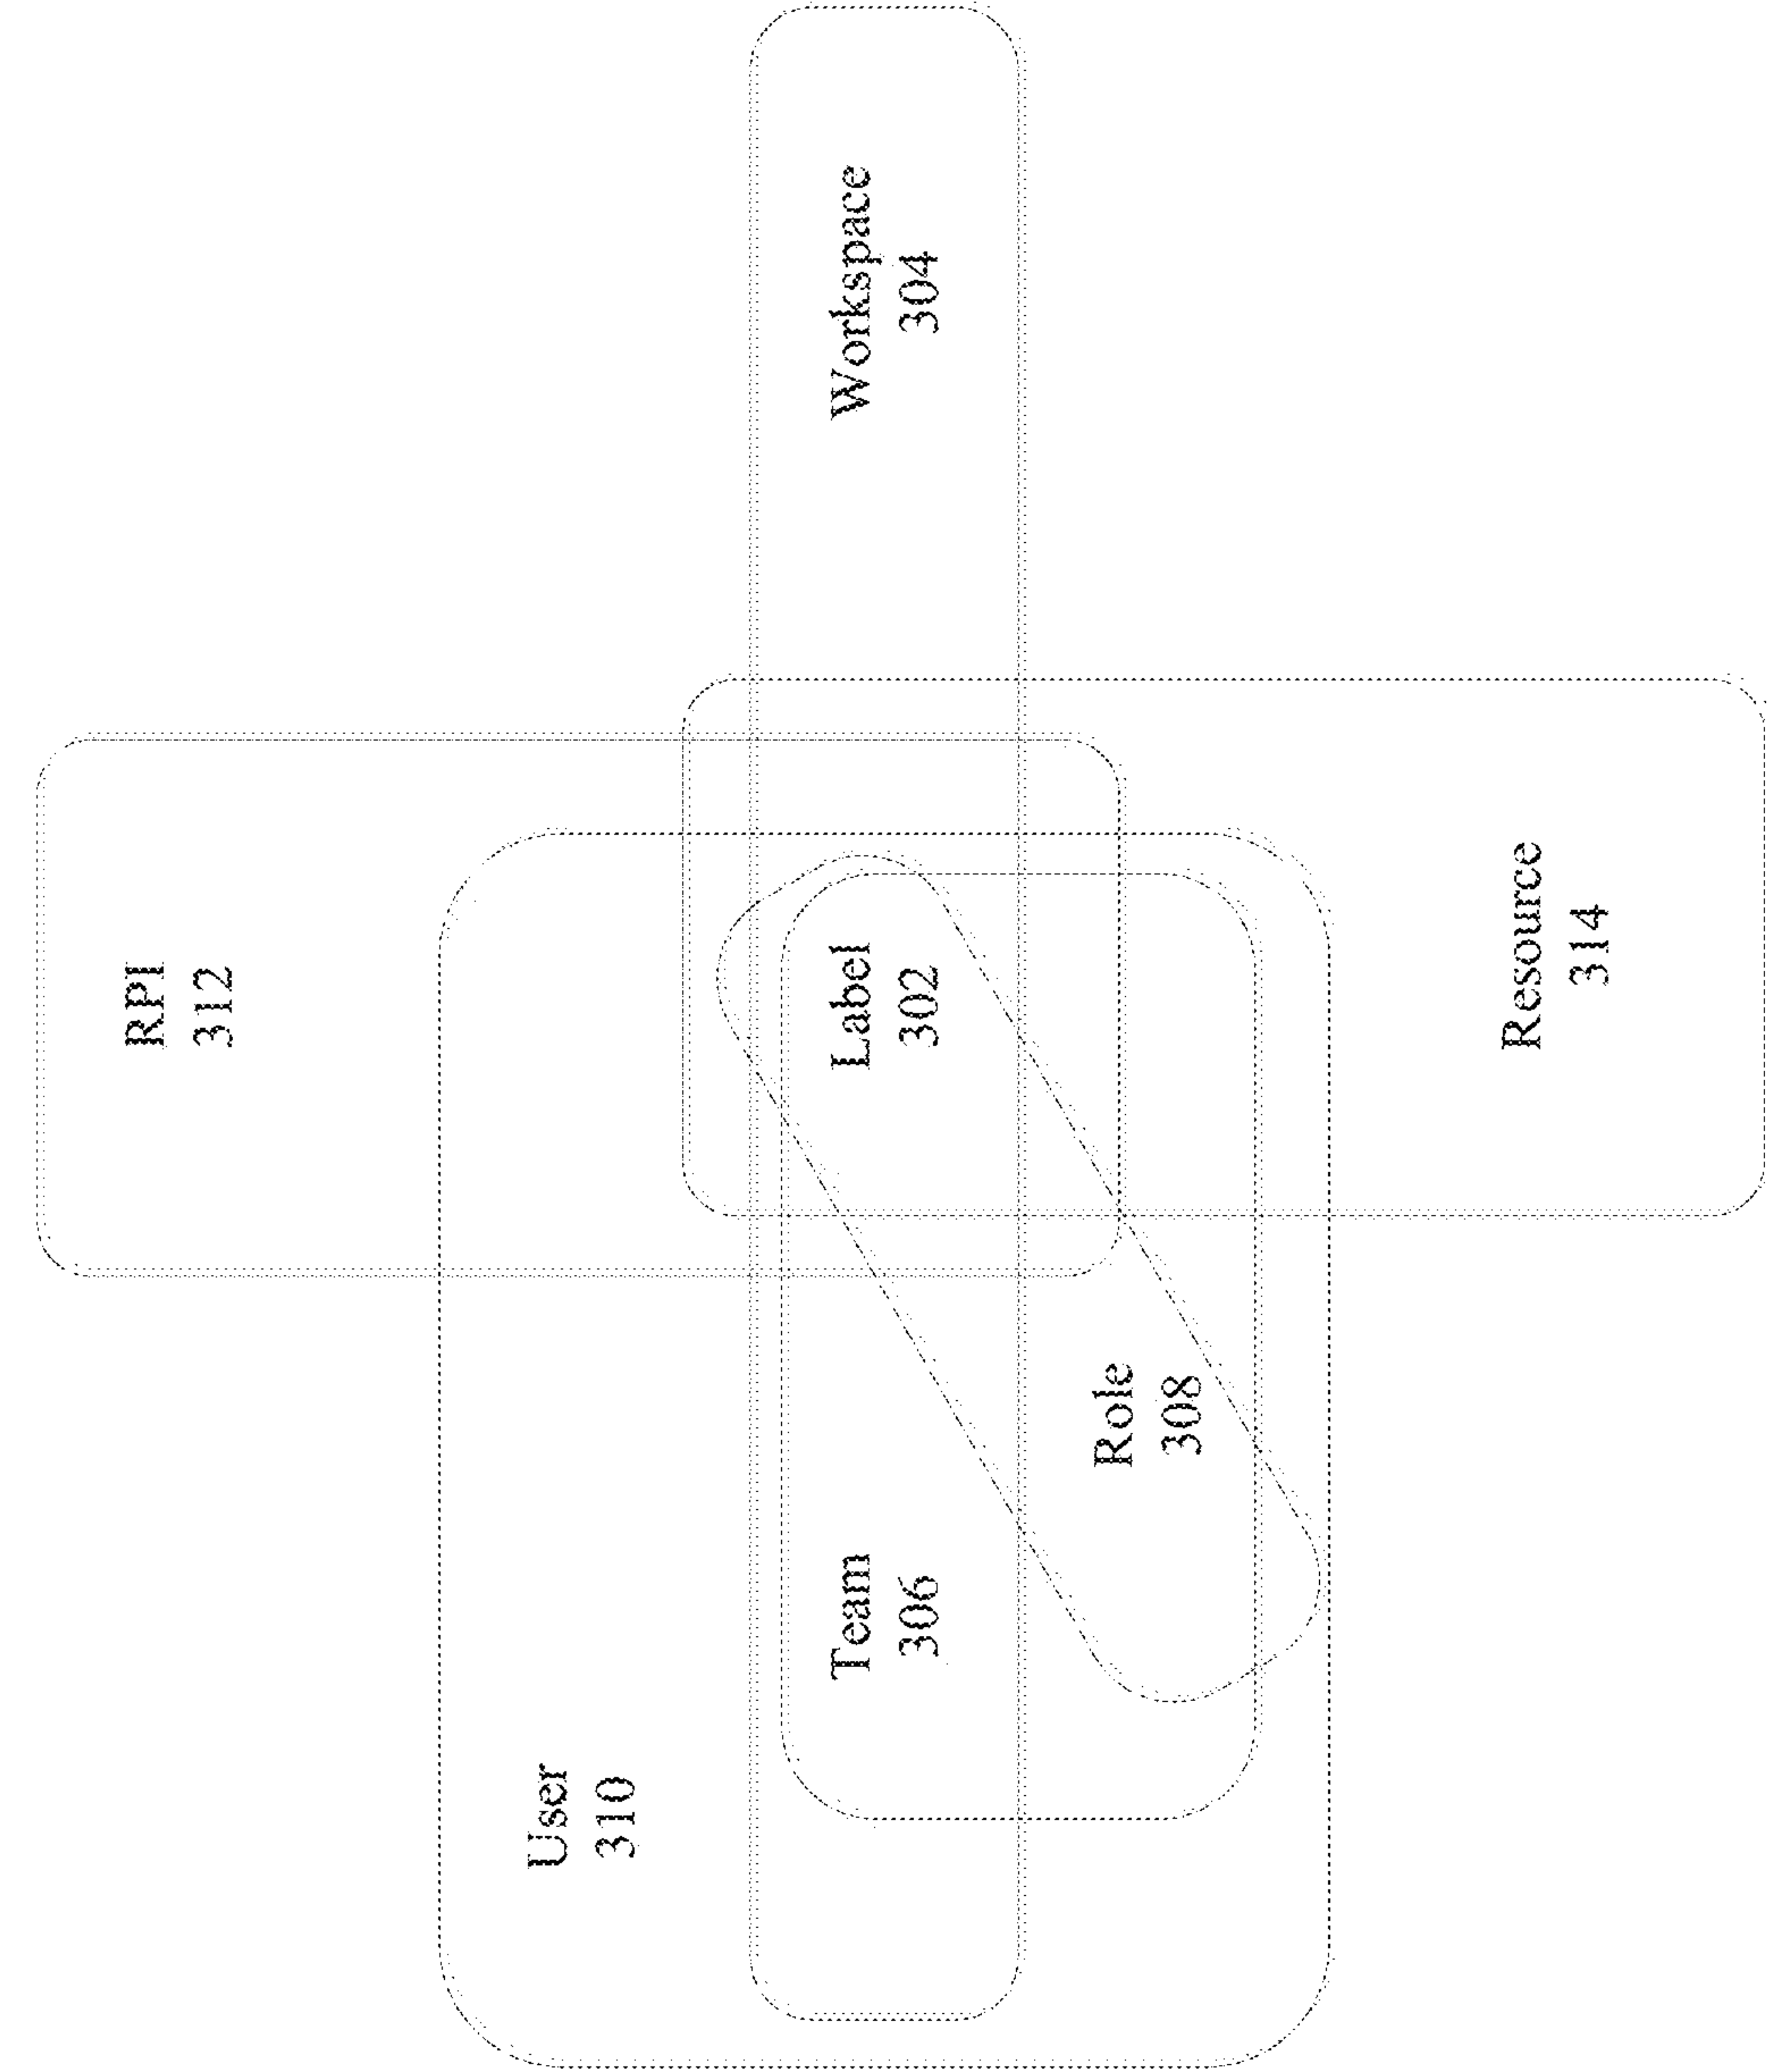 RPI
312
User
310
Team
306
Label
302
Workspace
304
Role
308
Resource
314